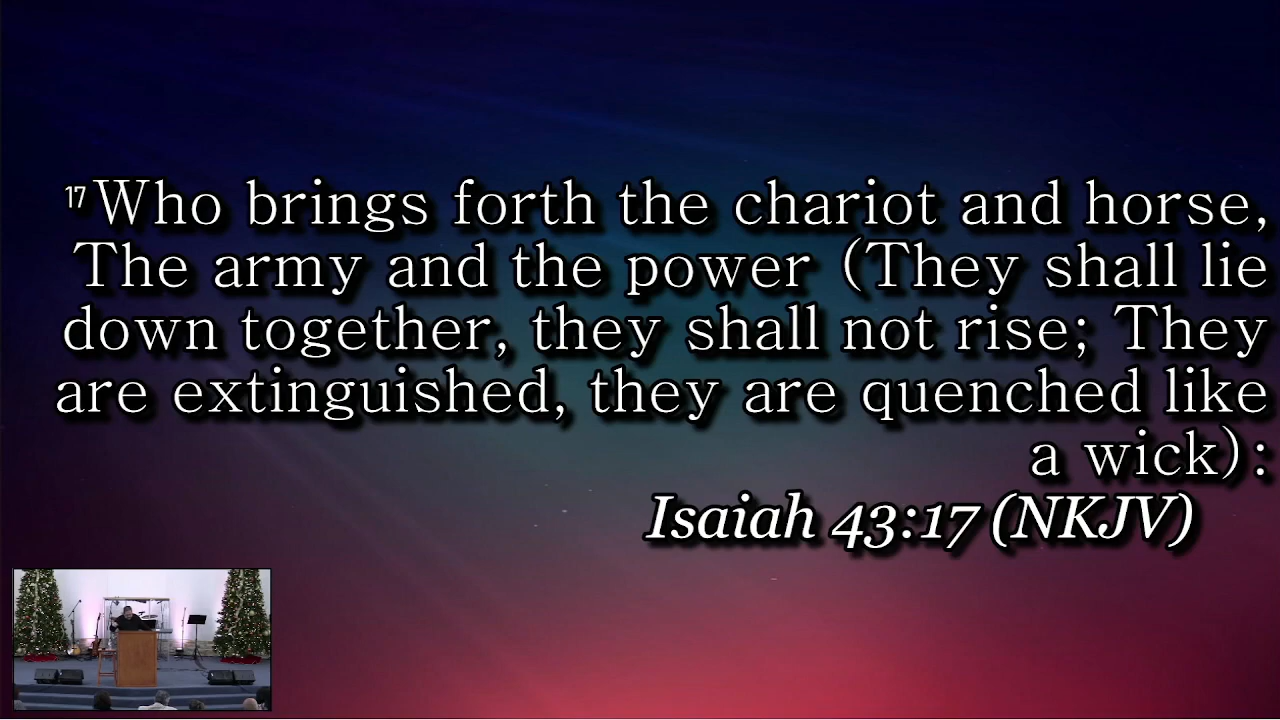 17Who brings forth the chariot and horse,
The army and the power (They shall lie
down together, they shall not rise; They
are extinguished, they are quenched like
a wick):
Isaiah 43:17 (NKJV)